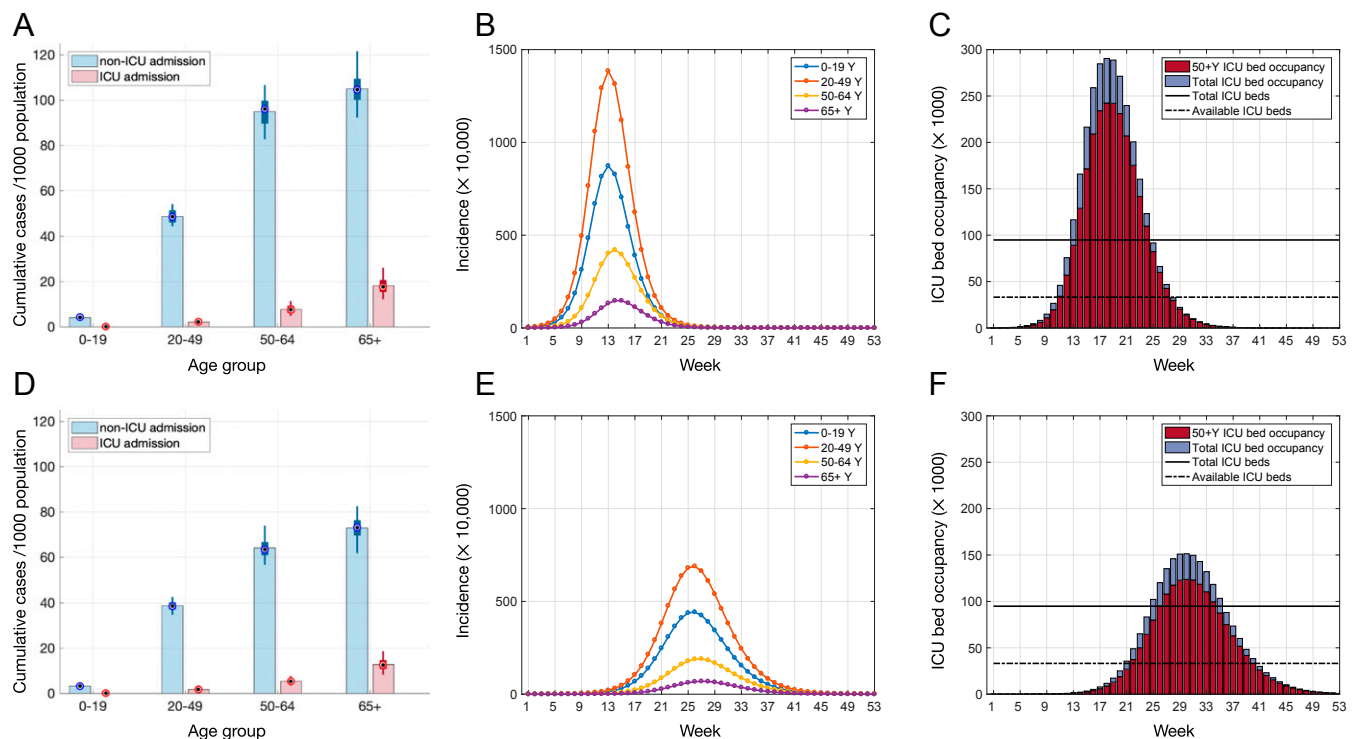 A
non-ICU admission
ICU admission
Cumulative cases /1000 population
120
100
80
60
40
20
0
0-19
20-49
50-64
65+
Age group
B
0-19 Y
20-49 Y
50-64 Y
65+ Y
Incidence (× 10,000)
1500
1000
500
0
1 5 9 13 17 21 25 29 33 37 41 45 49 53
Week
C
50+Y ICU bed occupancy
Total ICU bed occupancy
Total ICU beds
Available ICU beds
ICU bed occupancy (× 1000)
300
250
200
150
100
50
0
1 5 9 13 17 21 25 29 33 37 41 45 49 53
Week
D
non-ICU admission
ICU admission
Cumulative cases /1000 population
120
100
80
60
40
20
0
0-19
20-49
50-64
65+
Age group
E
0-19 Y
20-49 Y
50-64 Y
65+ Y
Incidence (× 10,000)
1500
1000
500
0
1 5 9 13 17 21 25 29 33 37 41 45 49 53
Week
F
50+Y ICU bed occupancy
Total ICU bed occupancy
Total ICU beds
Available ICU beds
ICU bed occupancy (× 1000)
300
250
200
150
100
50
0
1 5 9 13 17 21 25 29 33 37 41 45 49 53
Week